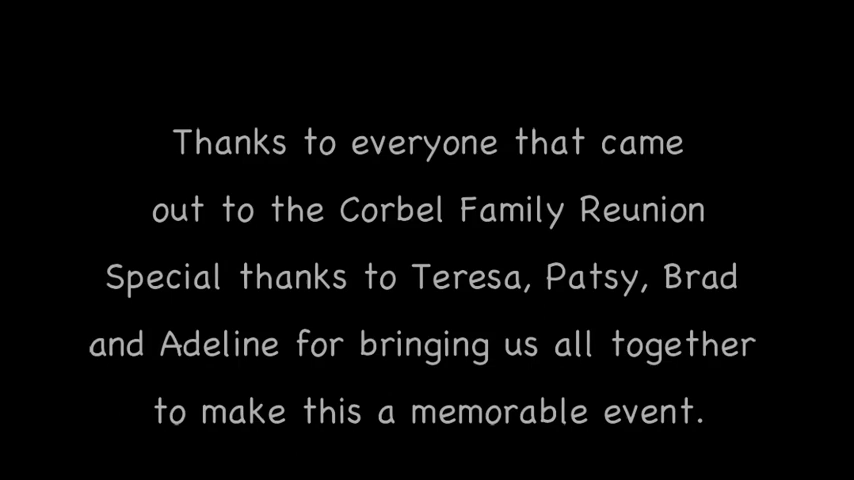 Thanks to everyone that came
out to the Corbel Family Reunion
Special thanks to Teresa, Patsy, Brad
and Adeline for bringing us all together
to make this a memorable event.